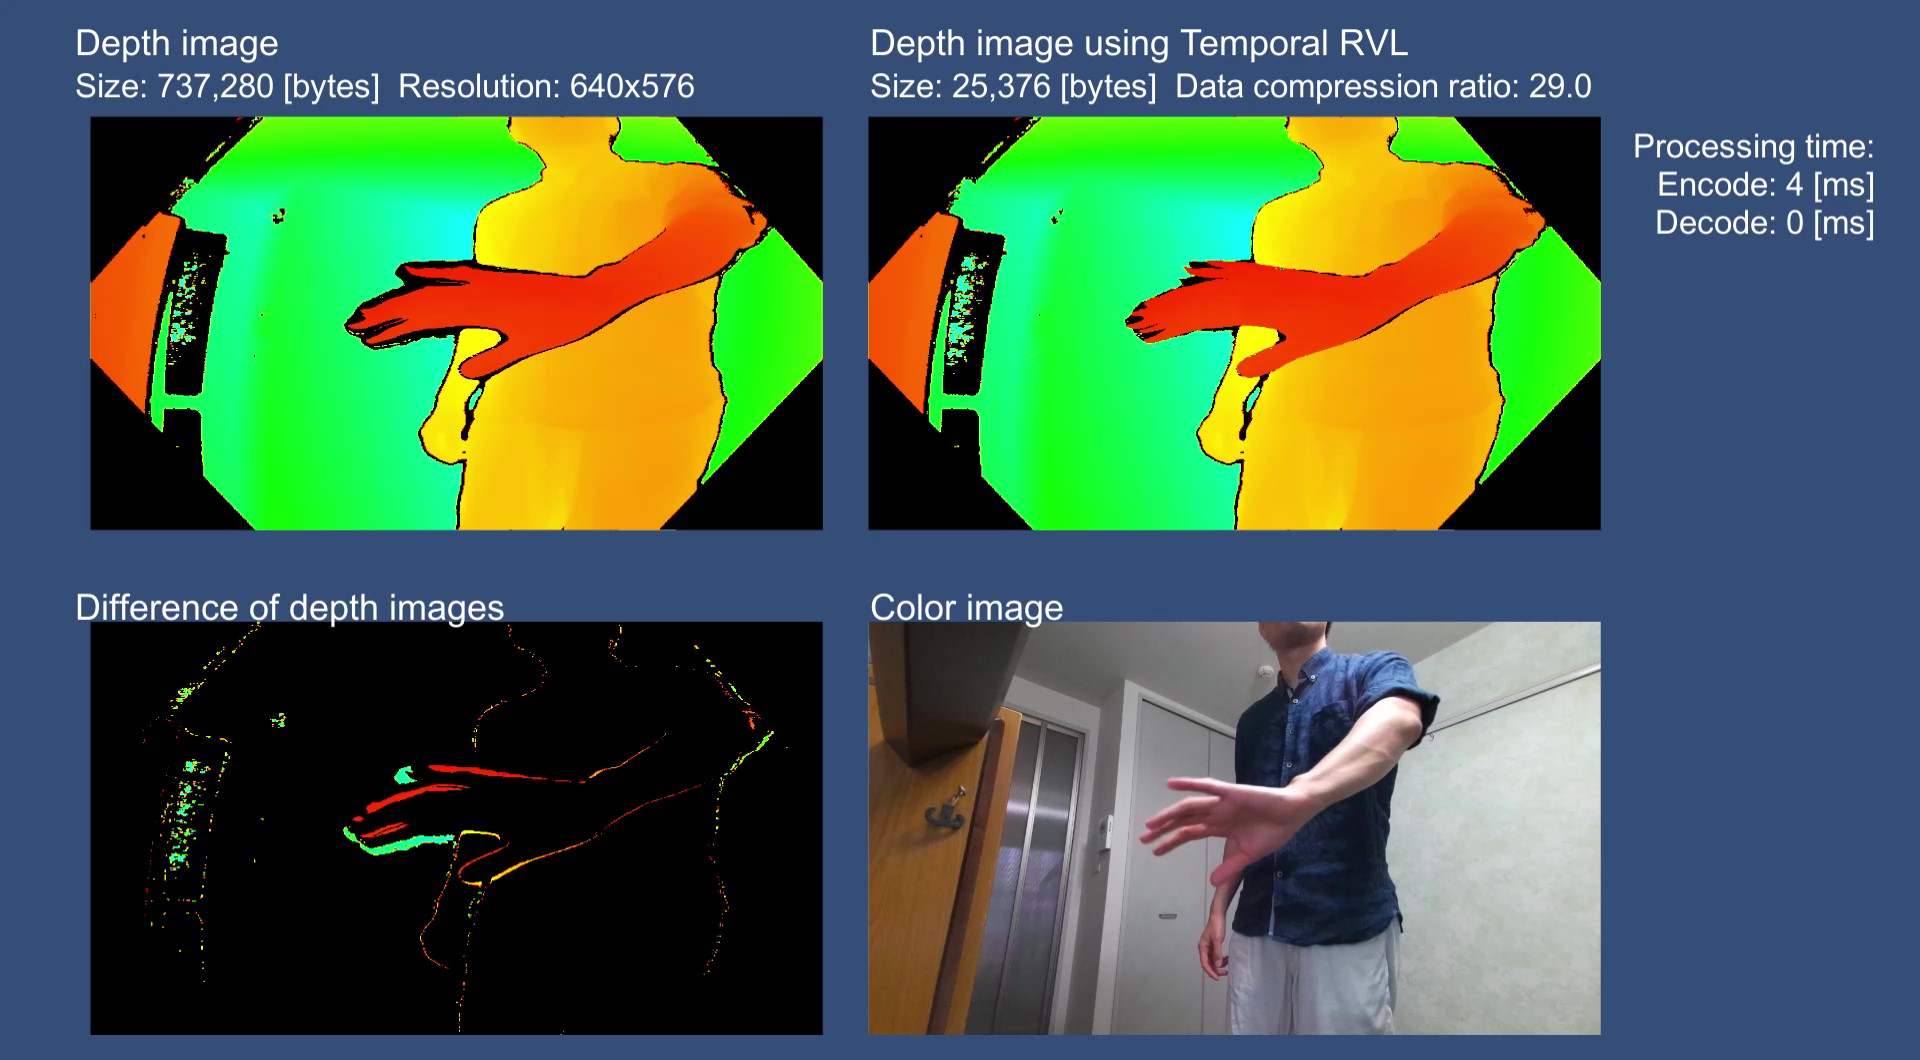 Depth image
Size: 737,280 [bytes]  Resolution: 640x576
Depth image using Temporal RVL
Size: 25,376 [bytes]  Data compression ratio: 29.0
Processing time:
Encode: 4 [ms]
Decode: 0 [ms]
Difference of depth images
Color image